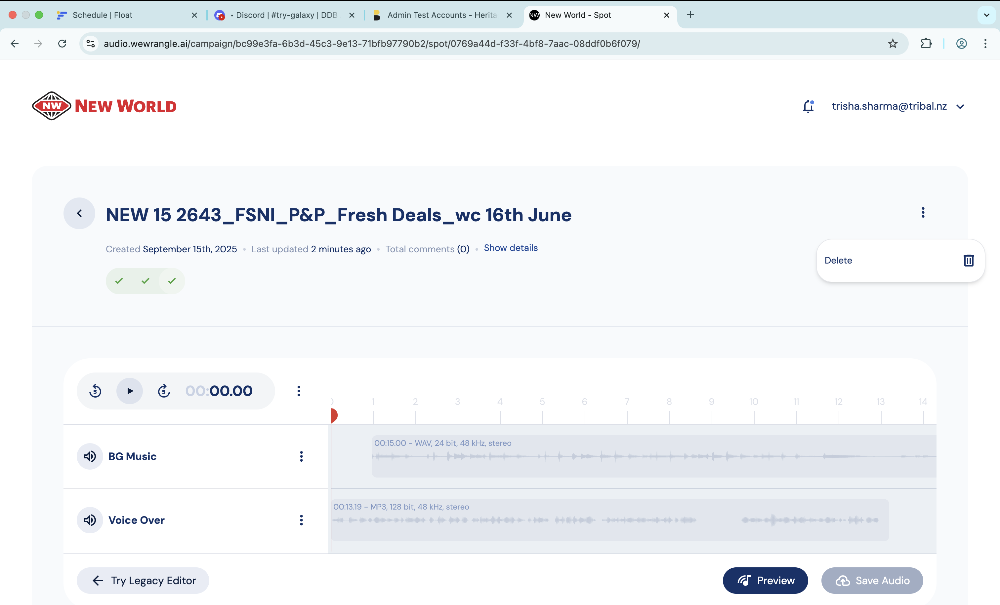 Schedule | Float
• Discord | #try-galaxy | DDB
Admin Test Accounts - Herita
NW New World - Spot
audio.wewrangle.ai/campaign/bc99e3fa-6b3d-45c3-9e13-71bfb97790b2/spot/0769a44d-f33f-4bf8-7aac-08ddf0b6f079/
NW NEW WORLD
trisha.sharma@tribal.nz
NEW 15 2643_FSNI_P&P_Fresh Deals_wc 16th June
Created September 15th, 2025 • Last updated 2 minutes ago • Total comments (0) • Show details
Delete
5 5 00:00.00
0 1 2 3 4 5 6 7 8 9 10 11 12 13 14
BG Music
00:15.00 - WAV, 24 bit, 48 kHz, stereo
Voice Over
00:13.19 - MP3, 128 bit, 48 kHz, stereo
Try Legacy Editor
Preview
Save Audio